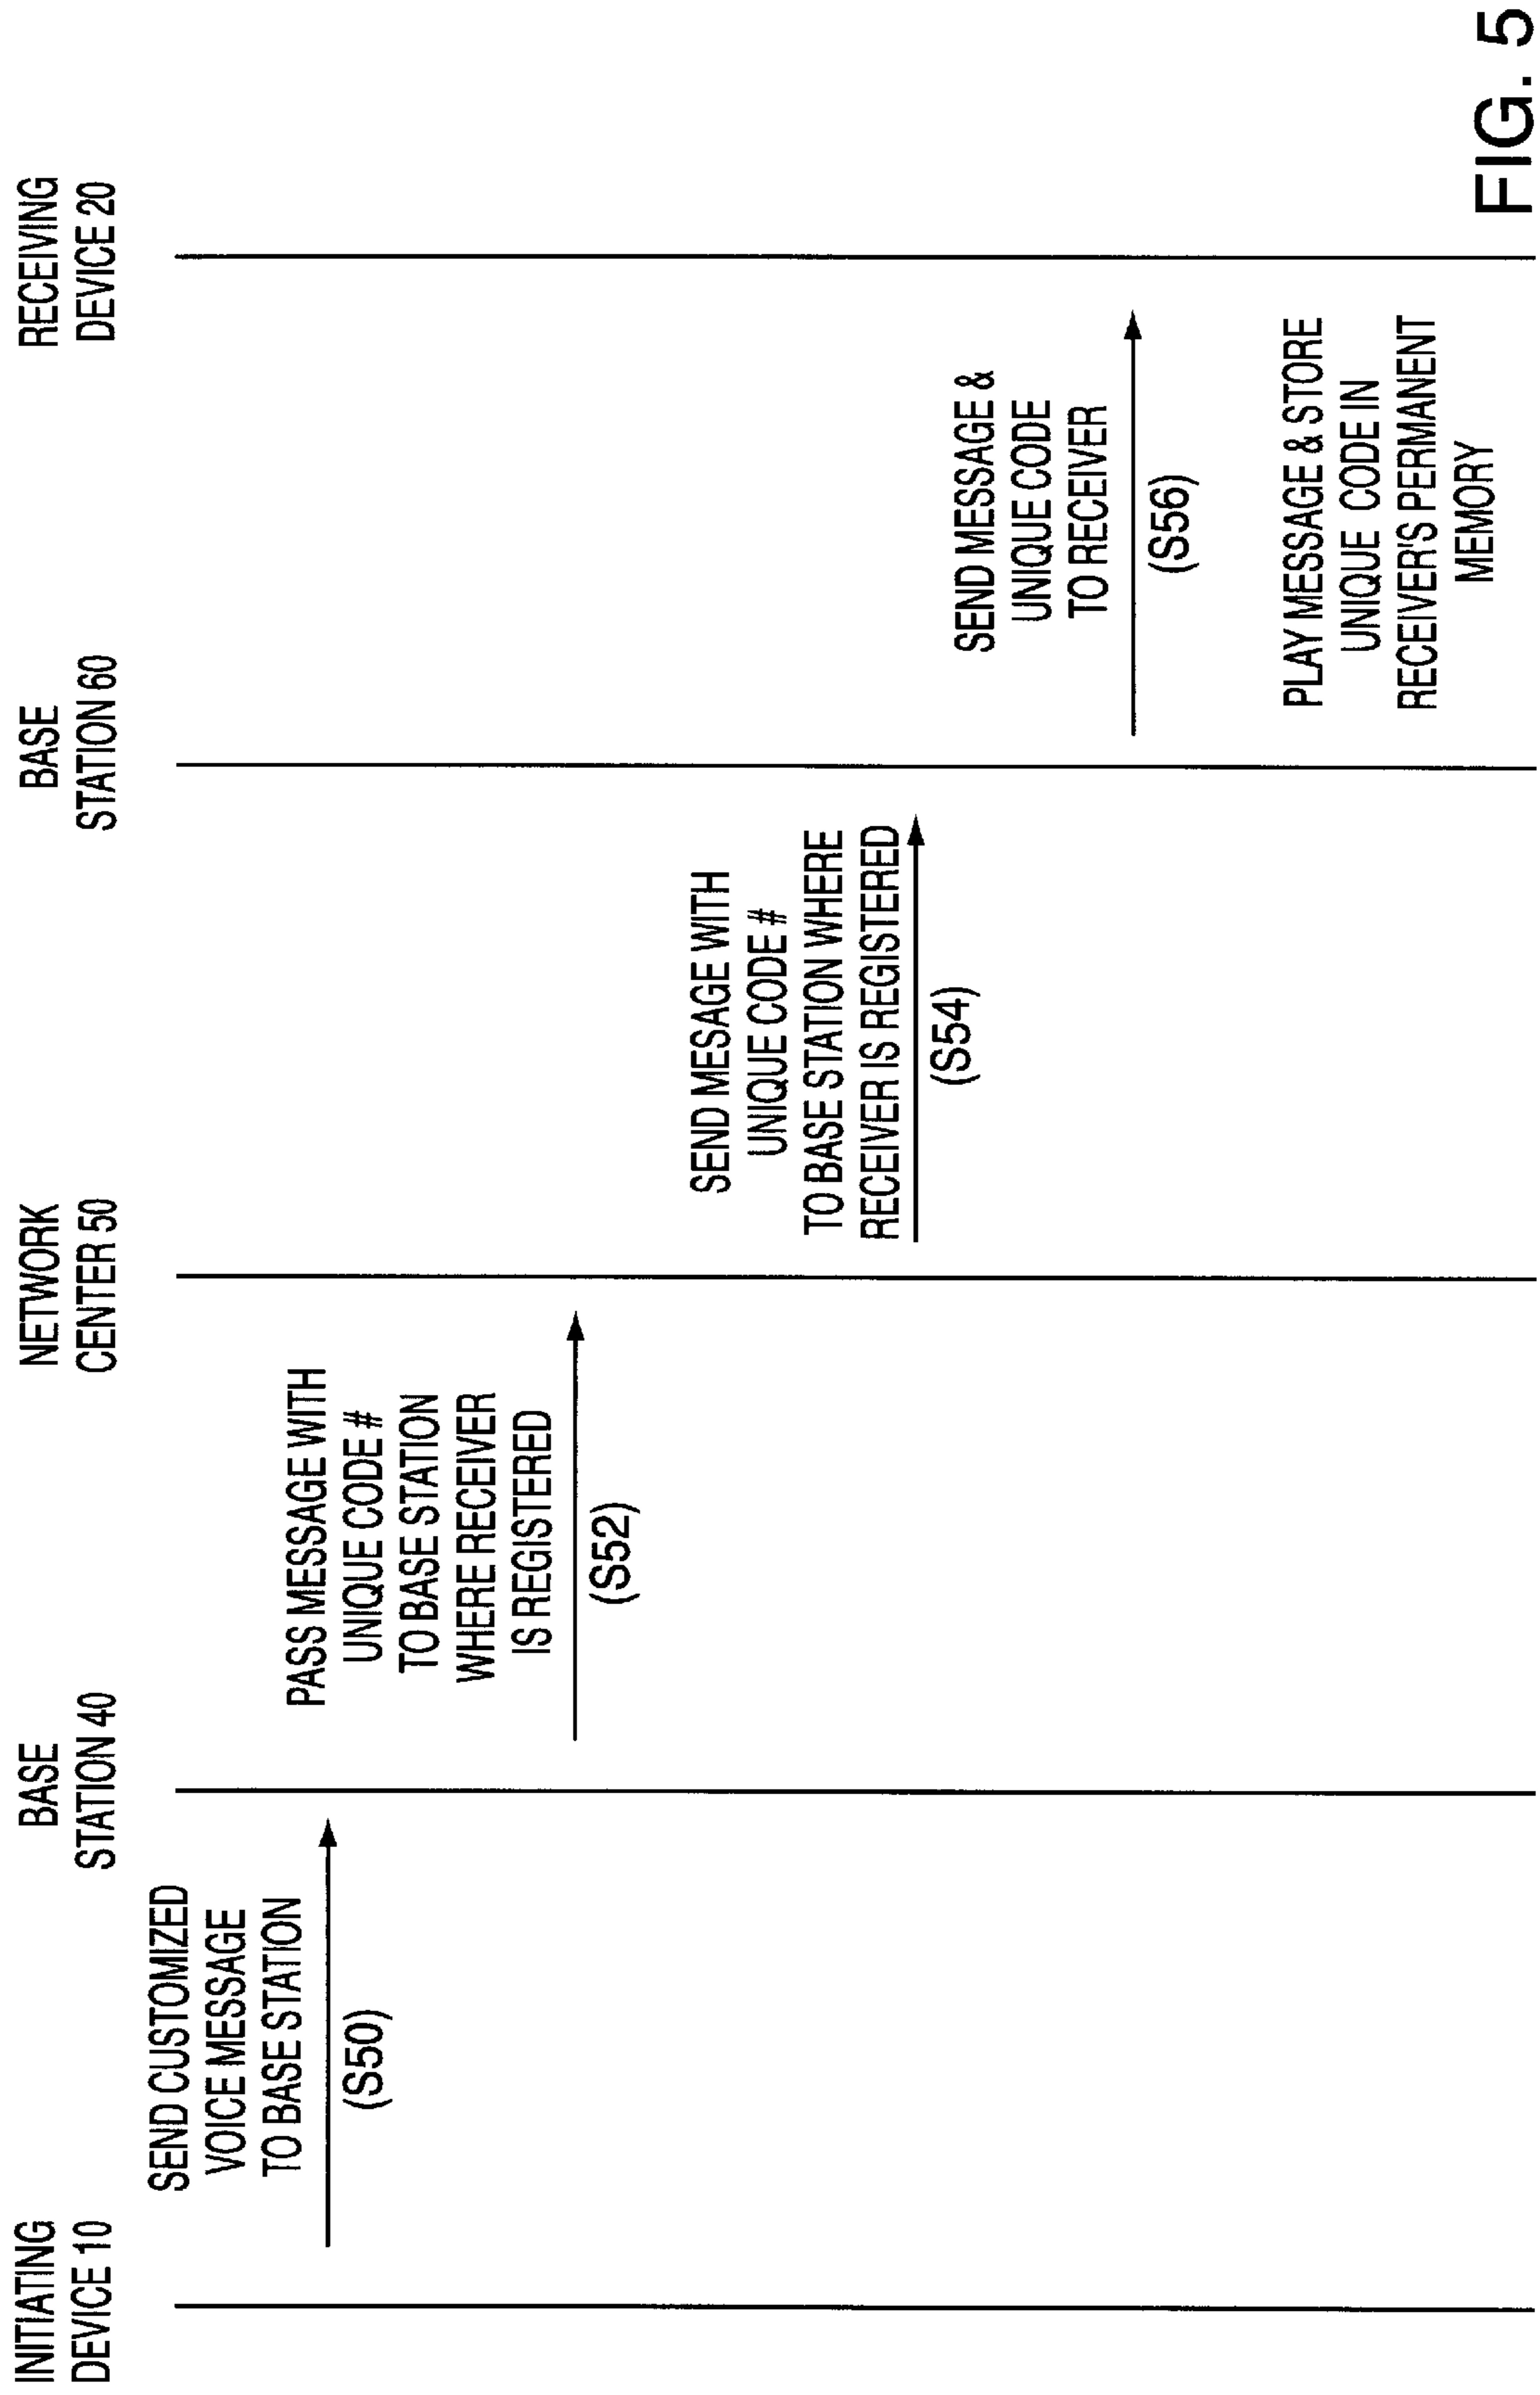 INITIATING
DEVICE 10
BASE
STATION 40
NETWORK
CENTER 50
BASE
STATION 60
RECEIVING
DEVICE 20
SEND CUSTOMIZED
VOICE MESSAGE
TO BASE STATION
(S50)
PASS MESSAGE WITH
UNIQUE CODE #
TO BASE STATION
WHERE RECEIVER
IS REGISTERED
(S52)
SEND MESAGE WITH
UNIQUE CODE #
TO BASE STATION WHERE
RECEIVER IS REGISTERED
(S54)
SEND MESSAGE &
UNIQUE CODE
TO RECEIVER
(S56)
PLAY MESSAGE & STORE
UNIQUE CODE IN
RECEIVER'S PERMANENT
MEMORY
FIG. 5